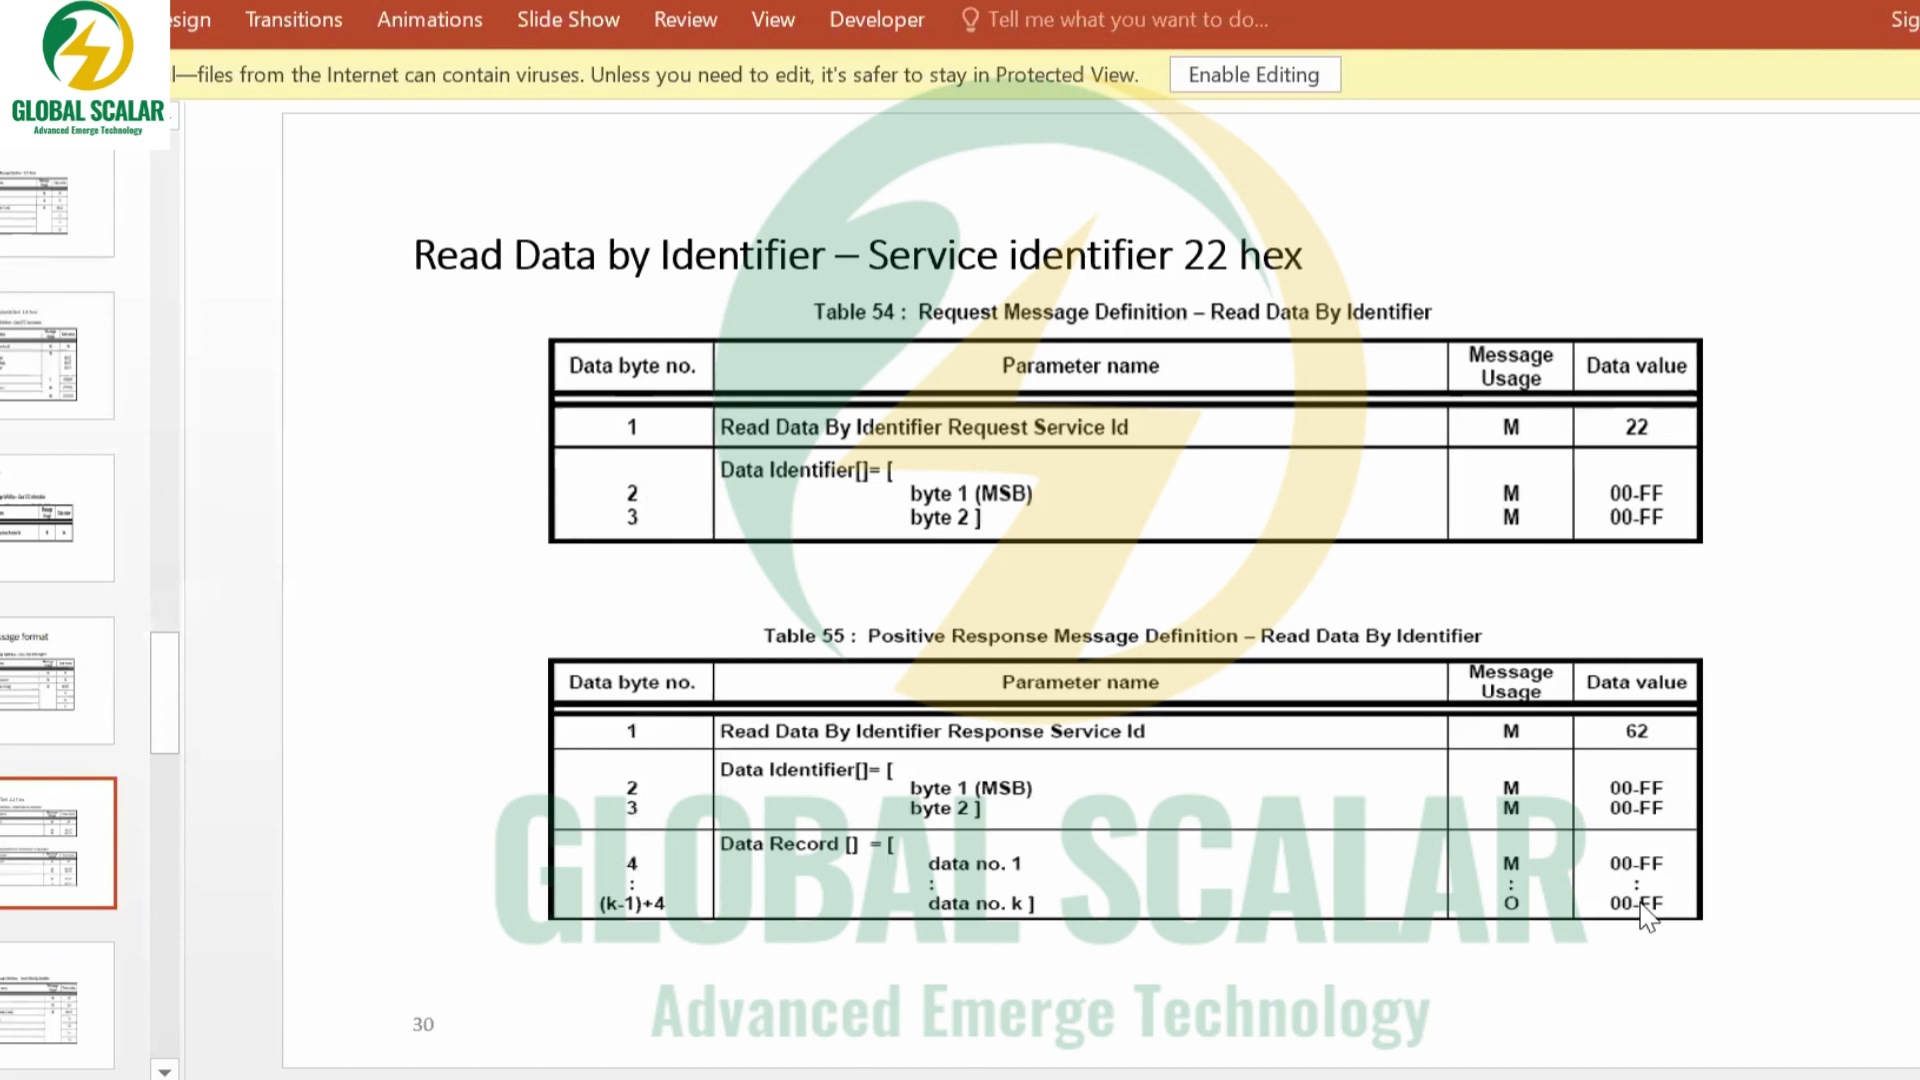 esign Transitions Animations Slide Show Review View Developer Tell me what you want to do... Sig
GLOBAL SCALAR
Advanced Emerge Technology
l—files from the Internet can contain viruses. Unless you need to edit, it's safer to stay in Protected View. Enable Editing
Read Data by Identifier – Service identifier 22 hex
Table 54 : Request Message Definition – Read Data By Identifier
Data byte no. Parameter name Message Usage Data value
1 Read Data By Identifier Request Service Id M 22
Data Identifier[]= [
2 byte 1 (MSB) M 00-FF
3 byte 2 ] M 00-FF
Table 55 : Positive Response Message Definition – Read Data By Identifier
Data byte no. Parameter name Message Usage Data value
1 Read Data By Identifier Response Service Id M 62
Data Identifier[]= [
2 byte 1 (MSB) M 00-FF
3 byte 2 ] M 00-FF
Data Record [] = [
4 data no. 1 M 00-FF
: : : :
(k-1)+4 data no. k ] O 00-FF
GLOBAL SCALAR
Advanced Emerge Technology
30
ssage format